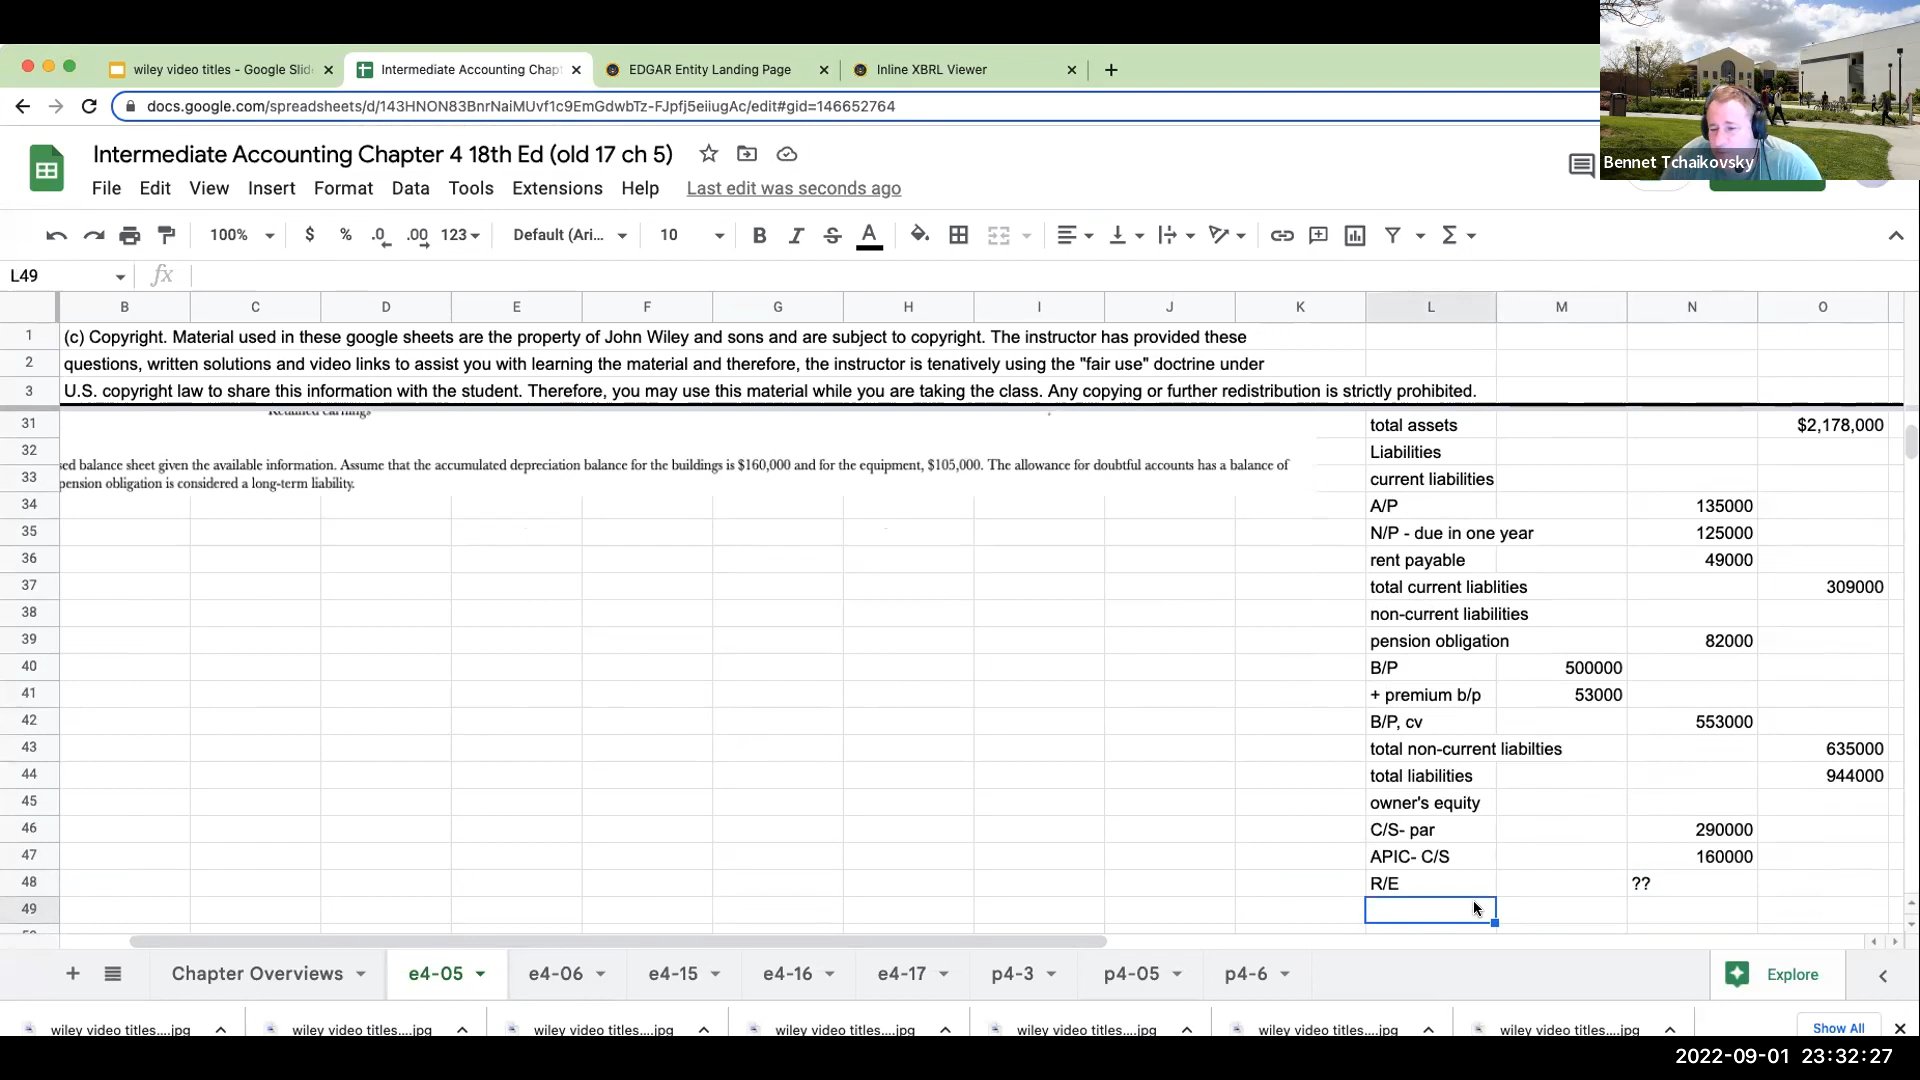 wiley video titles - Google Slid
Intermediate Accounting Chap
EDGAR Entity Landing Page
Inline XBRL Viewer
docs.google.com/spreadsheets/d/143HNON83BnrNaiMUvf1c9EmGdwbTz-FJpfj5eiiugAc/edit#gid=146652764
Bennet Tchaikovsky
Intermediate Accounting Chapter 4 18th Ed (old 17 ch 5)
File Edit View Insert Format Data Tools Extensions Help Last edit was seconds ago
100% $ % .0 .00 123 Default (Ari... 10 B I S A
L49 fx
B C D E F G H I J K L M N O
1 (c) Copyright. Material used in these google sheets are the property of John Wiley and sons and are subject to copyright. The instructor has provided these
2 questions, written solutions and video links to assist you with learning the material and therefore, the instructor is tenatively using the "fair use" doctrine under
3 U.S. copyright law to share this information with the student. Therefore, you may use this material while you are taking the class. Any copying or further redistribution is strictly prohibited.
Retained earnings
31 total assets $2,178,000
32 Liabilities
sed balance sheet given the available information. Assume that the accumulated depreciation balance for the buildings is $160,000 and for the equipment, $105,000. The allowance for doubtful accounts has a balance of
33 current liabilities
pension obligation is considered a long-term liability.
34 A/P 135000
35 N/P - due in one year 125000
36 rent payable 49000
37 total current liablities 309000
38 non-current liabilities
39 pension obligation 82000
40 B/P 500000
41 + premium b/p 53000
42 B/P, cv 553000
43 total non-current liabilties 635000
44 total liabilities 944000
45 owner's equity
46 C/S- par 290000
47 APIC- C/S 160000
48 R/E ??
49
Chapter Overviews e4-05 e4-06 e4-15 e4-16 e4-17 p4-3 p4-05 p4-6 Explore
wiley video titles....jpg wiley video titles....jpg wiley video titles....jpg wiley video titles....jpg wiley video titles....jpg wiley video titles....jpg wiley video titles....jpg Show All
2022-09-01 23:32:27